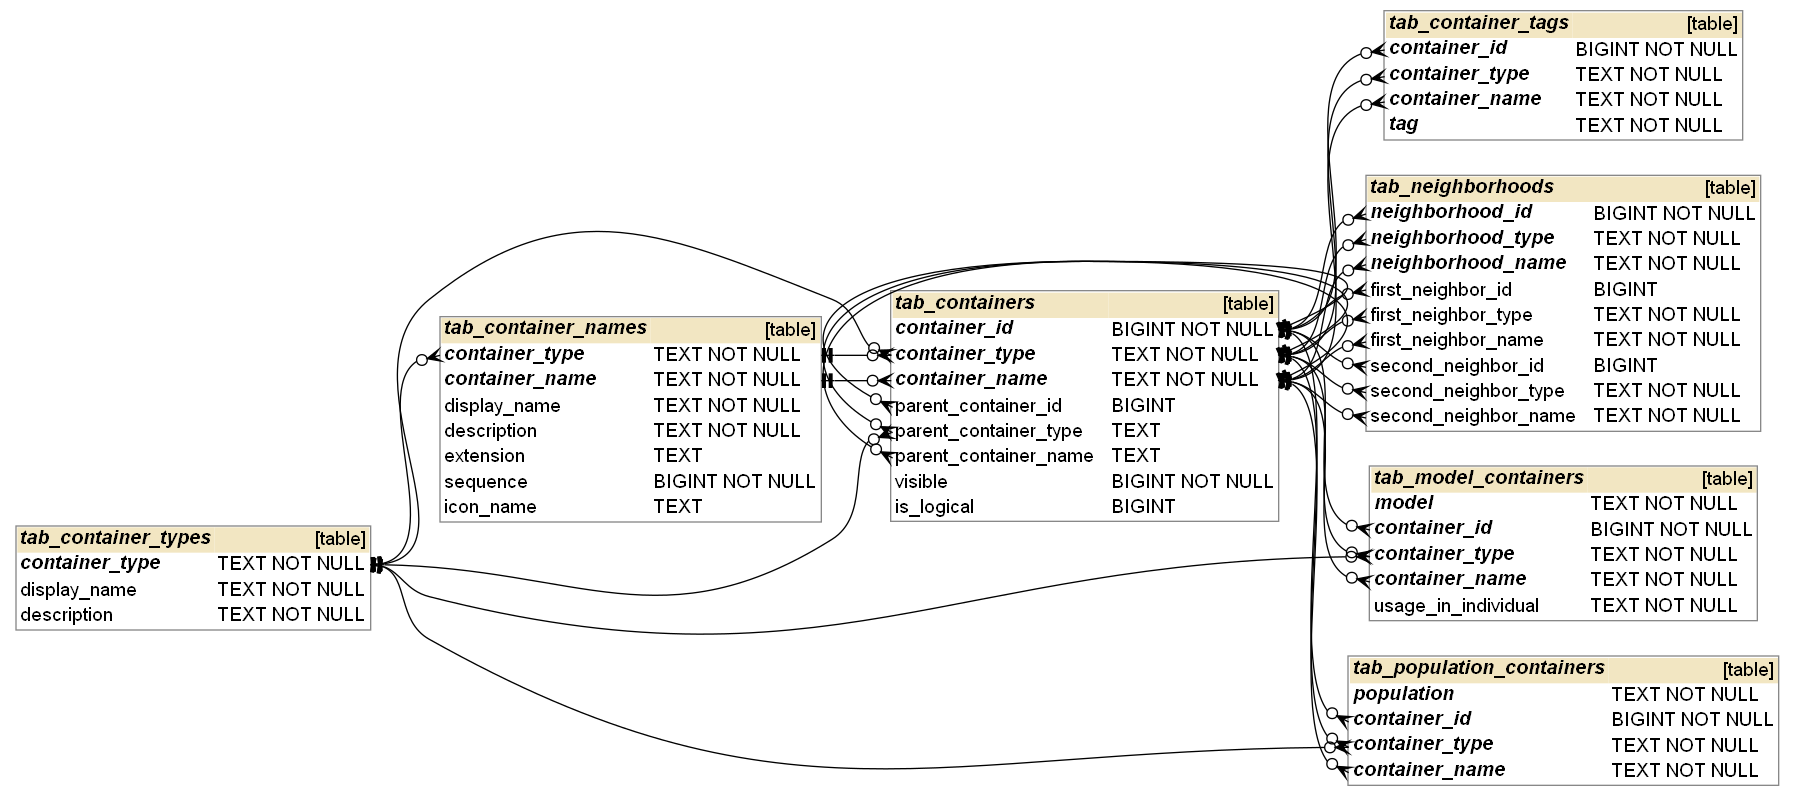 tab_container_tags [table]
container_id BIGINT NOT NULL
container_type TEXT NOT NULL
container_name TEXT NOT NULL
tag TEXT NOT NULL
tab_neighborhoods [table]
neighborhood_id BIGINT NOT NULL
neighborhood_type TEXT NOT NULL
neighborhood_name TEXT NOT NULL
first_neighbor_id BIGINT
first_neighbor_type TEXT NOT NULL
first_neighbor_name TEXT NOT NULL
second_neighbor_id BIGINT
second_neighbor_type TEXT NOT NULL
second_neighbor_name TEXT NOT NULL
tab_containers [table]
container_id BIGINT NOT NULL
container_type TEXT NOT NULL
container_name TEXT NOT NULL
parent_container_id BIGINT
parent_container_type TEXT
parent_container_name TEXT
visible BIGINT NOT NULL
is_logical BIGINT
tab_container_names [table]
container_type TEXT NOT NULL
container_name TEXT NOT NULL
display_name TEXT NOT NULL
description TEXT NOT NULL
extension TEXT
sequence BIGINT NOT NULL
icon_name TEXT
tab_model_containers [table]
model TEXT NOT NULL
container_id BIGINT NOT NULL
container_type TEXT NOT NULL
container_name TEXT NOT NULL
usage_in_individual TEXT NOT NULL
tab_container_types [table]
container_type TEXT NOT NULL
display_name TEXT NOT NULL
description TEXT NOT NULL
tab_population_containers [table]
population TEXT NOT NULL
container_id BIGINT NOT NULL
container_type TEXT NOT NULL
container_name TEXT NOT NULL